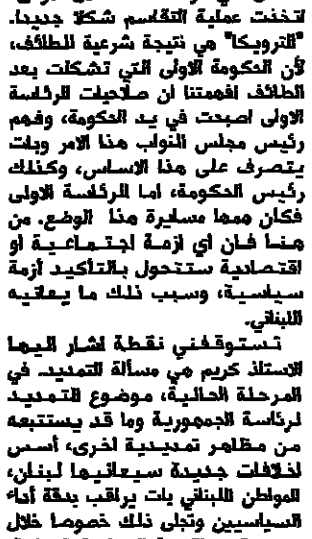 اتخذت عملية التقاسم شكلا جديدا.
"الترويكا" هي نتيجة شرعية للطائف،
لأن الحكومة الاولى التي تشكلت بعد
الطائف افهمتنا ان صلاحيات الرئاسة
الاولى اصبحت في يد الحكومة، وفهم
رئيس مجلس النواب هذا الامر وبات
يتصرف على هذا الاساس، وكذلك
رئيس الحكومة، اما الرئاسة الاولى
فكان همها مسايرة هذا الوضع. من
هنا فان اي ازمة اجتماعية او
اقتصادية ستتحول بالتأكيد أزمة
سياسية، وسبب ذلك ما يعانيه
اللبناني.
تستوقفني نقطة اشار اليها
الاستاذ كريم هي مسألة التمديد. في
المرحلة الحالية، موضوع التمديد
لرئاسة الجمهورية وما قد يستتبعه
من مظاهر تمديدية اخرى، أسس
لخلافات جديدة سيعانيها لبنان،
المواطن اللبناني بات يراقب بدقة أداء
السياسيين وتجلى ذلك خصوصا خلال